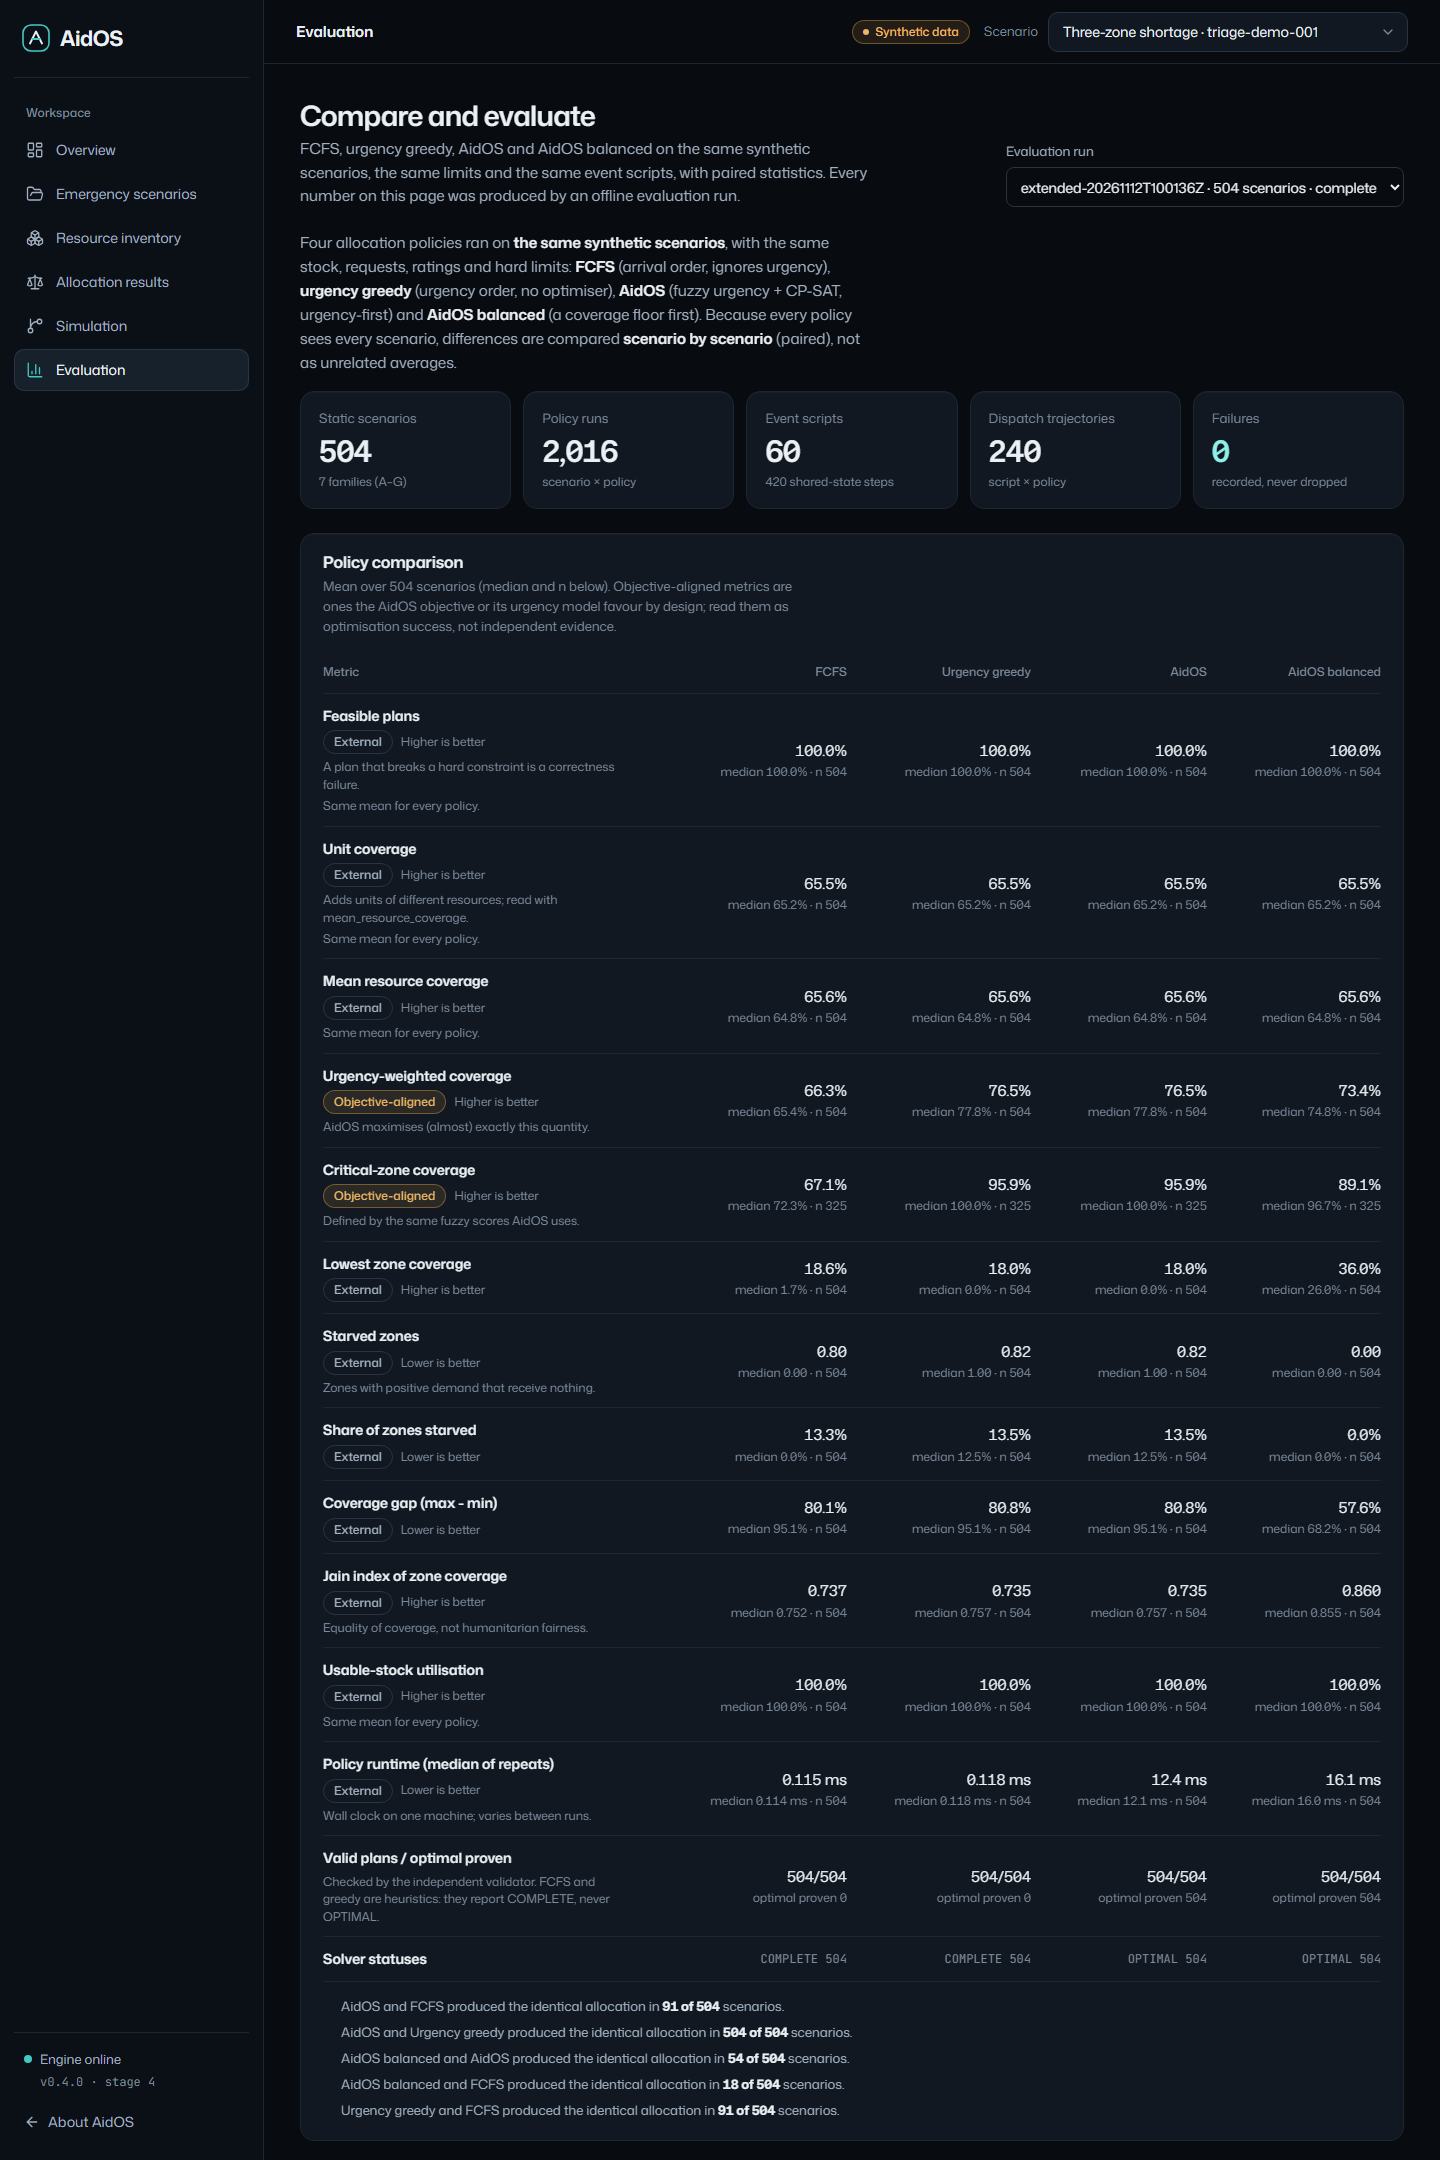 AidOS
Workspace
Overview
Emergency scenarios
Resource inventory
Allocation results
Simulation
Evaluation
Engine online
v0.4.0 · stage 4
← About AidOS
Evaluation
Synthetic data
Scenario
Three-zone shortage · triage-demo-001
Compare and evaluate
FCFS, urgency greedy, AidOS and AidOS balanced on the same synthetic
scenarios, the same limits and the same event scripts, with paired statistics. Every
number on this page was produced by an offline evaluation run.
Evaluation run
extended-20261112T100136Z · 504 scenarios · complete
Four allocation policies ran on the same synthetic scenarios, with the same
stock, requests, ratings and hard limits: FCFS (arrival order, ignores urgency),
urgency greedy (urgency order, no optimiser), AidOS (fuzzy urgency + CP-SAT,
urgency-first) and AidOS balanced (a coverage floor first). Because every policy
sees every scenario, differences are compared scenario by scenario (paired), not
as unrelated averages.
Static scenarios
504
7 families (A–G)
Policy runs
2,016
scenario × policy
Event scripts
60
420 shared-state steps
Dispatch trajectories
240
script × policy
Failures
0
recorded, never dropped
Policy comparison
Mean over 504 scenarios (median and n below). Objective-aligned metrics are
ones the AidOS objective or its urgency model favour by design; read them as
optimisation success, not independent evidence.
Metric FCFS Urgency greedy AidOS AidOS balanced
Feasible plans
External Higher is better
A plan that breaks a hard constraint is a correctness
failure.
Same mean for every policy.
100.0% 100.0% 100.0% 100.0%
median 100.0% · n 504 median 100.0% · n 504 median 100.0% · n 504 median 100.0% · n 504
Unit coverage
External Higher is better
Adds units of different resources; read with
mean_resource_coverage.
Same mean for every policy.
65.5% 65.5% 65.5% 65.5%
median 65.2% · n 504 median 65.2% · n 504 median 65.2% · n 504 median 65.2% · n 504
Mean resource coverage
External Higher is better
Same mean for every policy.
65.6% 65.6% 65.6% 65.6%
median 64.8% · n 504 median 64.8% · n 504 median 64.8% · n 504 median 64.8% · n 504
Urgency-weighted coverage
Objective-aligned Higher is better
AidOS maximises (almost) exactly this quantity.
66.3% 76.5% 76.5% 73.4%
median 65.4% · n 504 median 77.8% · n 504 median 77.8% · n 504 median 74.8% · n 504
Critical-zone coverage
Objective-aligned Higher is better
Defined by the same fuzzy scores AidOS uses.
67.1% 95.9% 95.9% 89.1%
median 72.3% · n 325 median 100.0% · n 325 median 100.0% · n 325 median 96.7% · n 325
Lowest zone coverage
External Higher is better
18.6% 18.0% 18.0% 36.0%
median 1.7% · n 504 median 0.0% · n 504 median 0.0% · n 504 median 26.0% · n 504
Starved zones
External Lower is better
Zones with positive demand that receive nothing.
0.80 0.82 0.82 0.00
median 0.00 · n 504 median 1.00 · n 504 median 1.00 · n 504 median 0.00 · n 504
Share of zones starved
External Lower is better
13.3% 13.5% 13.5% 0.0%
median 0.0% · n 504 median 12.5% · n 504 median 12.5% · n 504 median 0.0% · n 504
Coverage gap (max - min)
External Lower is better
80.1% 80.8% 80.8% 57.6%
median 95.1% · n 504 median 95.1% · n 504 median 95.1% · n 504 median 68.2% · n 504
Jain index of zone coverage
External Higher is better
Equality of coverage, not humanitarian fairness.
0.737 0.735 0.735 0.860
median 0.752 · n 504 median 0.757 · n 504 median 0.757 · n 504 median 0.855 · n 504
Usable-stock utilisation
External Higher is better
Same mean for every policy.
100.0% 100.0% 100.0% 100.0%
median 100.0% · n 504 median 100.0% · n 504 median 100.0% · n 504 median 100.0% · n 504
Policy runtime (median of repeats)
External Lower is better
Wall clock on one machine; varies between runs.
0.115 ms 0.118 ms 12.4 ms 16.1 ms
median 0.114 ms · n 504 median 0.118 ms · n 504 median 12.1 ms · n 504 median 16.0 ms · n 504
Valid plans / optimal proven
Checked by the independent validator. FCFS and
greedy are heuristics: they report COMPLETE, never
OPTIMAL.
504/504 504/504 504/504 504/504
optimal proven 0 optimal proven 0 optimal proven 504 optimal proven 504
Solver statuses COMPLETE 504 COMPLETE 504 OPTIMAL 504 OPTIMAL 504
AidOS and FCFS produced the identical allocation in 91 of 504 scenarios.
AidOS and Urgency greedy produced the identical allocation in 504 of 504 scenarios.
AidOS balanced and AidOS produced the identical allocation in 54 of 504 scenarios.
AidOS balanced and FCFS produced the identical allocation in 18 of 504 scenarios.
Urgency greedy and FCFS produced the identical allocation in 91 of 504 scenarios.